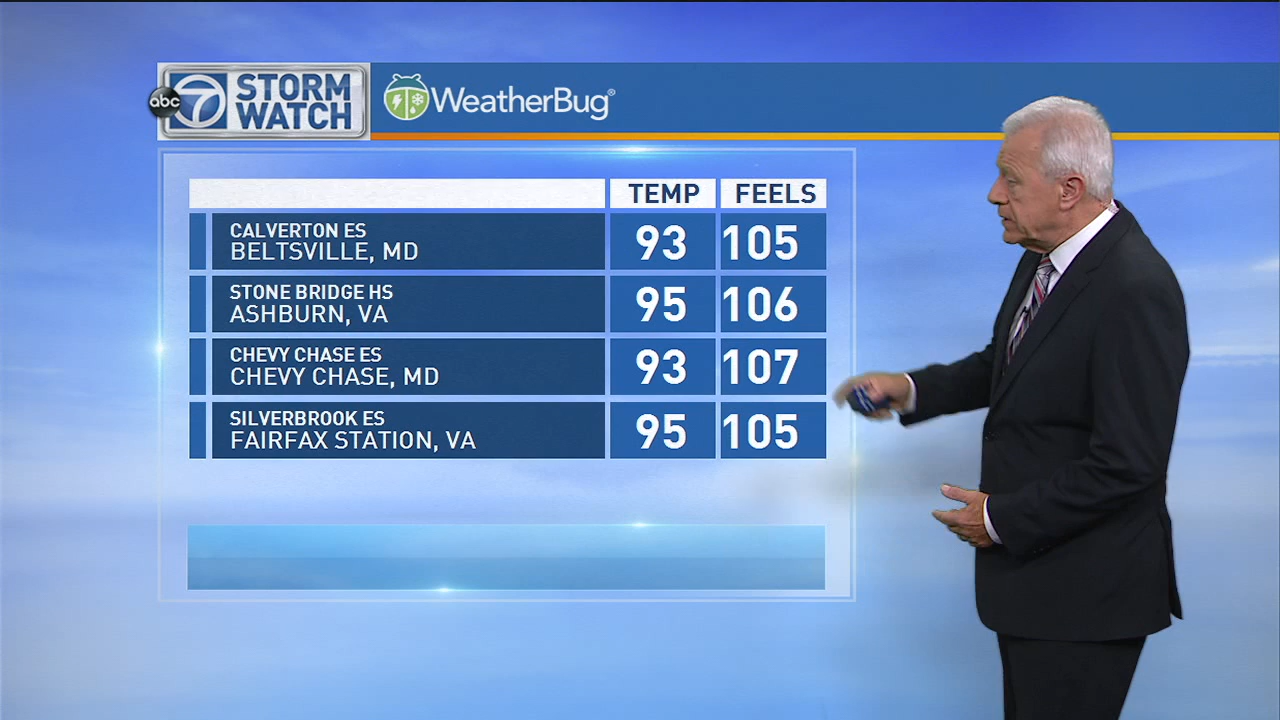 abc 7 STORM
WATCH
WeatherBug®
TEMP FEELS
CALVERTON ES
BELTSVILLE, MD
93 105
STONE BRIDGE HS
ASHBURN, VA
95 106
CHEVY CHASE ES
CHEVY CHASE, MD
93 107
SILVERBROOK ES
FAIRFAX STATION, VA
95 105